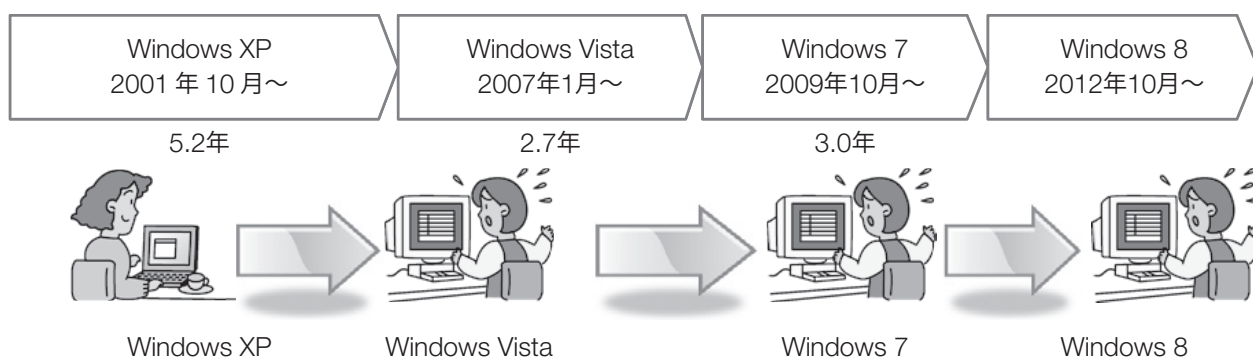 Windows XP
2001 年 10 月～
Windows Vista
2007年1月～
Windows 7
2009年10月～
Windows 8
2012年10月～
5.2年
2.7年
3.0年
Windows XP
Windows Vista
Windows 7
Windows 8